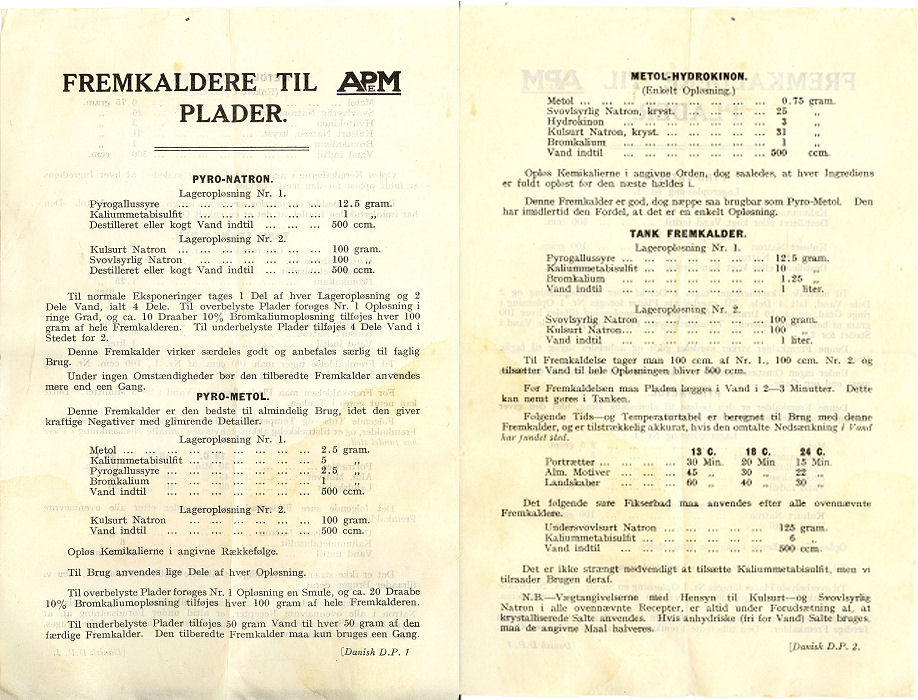 FREMKALDERE TIL APeM
PLADER.
PYRO-NATRON.
Lageropløsning Nr. 1.
Pyrogallussyre ... ... ... ... ... 12.5 gram.
Kaliummetabisulfit ... ... ... ... 1 „
Destilleret eller kogt Vand indtil ... ... ... 500 ccm.
Lageropløsning Nr. 2.
Kulsurt Natron ... ... ... ... ... 100 gram.
Svovlsyrlig Natron ... ... ... ... 100 „
Destilleret eller kogt Vand indtil ... ... ... 500 ccm.
Til normale Eksponeringer tages 1 Del af hver Lageropløsning og 2
Dele Vand, ialt 4 Dele. Til overbelyste Plader forøges Nr. 1 Opløsning i
ringe Grad, og ca. 10 Draaber 10% Bromkaliumopløsning tilføjes hver 100
gram af hele Fremkalderen. Til underbelyste Plader tilføjes 4 Dele Vand i
Stedet for 2.
Denne Fremkalder virker særdeles godt og anbefales særlig til faglig
Brug.
Under ingen Omstændigheder bør den tilberedte Fremkalder anvendes
mere end een Gang.
PYRO-METOL.
Denne Fremkalder er den bedste til almindelig Brug, idet den giver
kraftige Negativer med glimrende Detailler.
Lageropløsning Nr. 1.
Metol ... ... ... ... ... ... ... 2.5 gram.
Kaliummetabisulfit ... ... ... ... ... 5 „
Pyrogallussyre ... ... ... ... ... ... 2.5 „
Bromkalium ... ... ... ... ... ... 1 „
Vand indtil ... ... ... ... ... ... 500 ccm.
Lageropløsning Nr. 2.
Kulsurt Natron ... ... ... ... ... 100 gram.
Vand indtil ... ... ... ... ... ... 500 ccm.
Opløs Kemikalierne i angivne Rækkefølge.
Til Brug anvendes lige Dele af hver Opløsning.
Til overbelyste Plader forøges Nr. 1 Opløsning en Smule, og ca. 20 Draabe
10% Bromkaliumopløsning tilføjes hver 100 gram af hele Fremkalderen.
Til underbelyste Plader tilføjes 50 gram Vand til hver 50 gram af den
færdige Fremkalder. Den tilberedte Fremkalder maa kun bruges een Gang.
[Danisk D.P. 1
METOL-HYDROKINON.
(Enkelt Opløsning.)
Metol ... ... ... ... ... ... ... 0.75 gram.
Svovlsyrlig Natron, kryst. ... ... ... ... 25 „
Hydrokinon ... ... ... ... ... ... 3 „
Kulsurt Natron, kryst. ... ... ... ... 31 „
Bromkalium ... ... ... ... ... ... 1 „
Vand indtil ... ... ... ... ... ... 500 ccm.
Opløs Kemikalierne i angivne Orden, dog saaledes, at hver Ingrediens
er fuldt opløst før den næste hældes i.
Denne Fremkalder er god, dog næppe saa brugbar som Pyro-Metol. Den
har imidlertid den Fordel, at det er en enkelt Opløsning.
TANK FREMKALDER.
Lageropløsning Nr. 1.
Pyrogallussyre ... ... ... ... ... 12.5 gram.
Kaliummetabisulfit ... ... ... ... ... 10 „
Bromkalium ... ... ... ... ... ... 1.25 „
Vand indtil ... ... ... ... ... ... 1 liter.
Lageropløsning Nr. 2.
Svovlsyrlig Natron ... ... ... ... ... 100 gram.
Kulsurt Natron... ... ... ... ... ... 100 „
Vand indtil ... ... ... ... ... ... 1 liter.
Til Fremkaldelse tager man 100 ccm. af Nr. 1., 100 ccm. Nr. 2. og
tilsætter Vand til hele Opløsningen bliver 500 ccm.
Før Fremkaldelsen maa Pladen lægges i Vand i 2—3 Minutter. Dette
kan nemt gøres i Tanken.
Følgende Tids—og Temperaturtabel er beregnet til Brug med denne
Fremkalder, og er tilstrækkelig akkurat, hvis den omtalte Nedsænkning i Vand
har fundet sted.
13 C. 18 C. 24 C.
Portrætter ... ... ... ... 30 Min. 20 Min 15 Min.
Alm. Motiver ... ... ... 45 „ 30 „ 22 „
Landskaber ... ... ... 60 „ 40 „ 30 „
Det følgende sure Fikserbad maa anvendes efter alle ovennævnte
Fremkaldere.
Undersvovlsurt Natron ... ... ... ... 125 gram.
Kaliummetabisulfit ... ... ... ... ... 6 „
Vand indtil ... ... ... ... ... ... 500 ccm.
Det er ikke strængt nødvendigt at tilsætte Kaliummetabisulfit, men vi
tilraader Brugen deraf.
N.B.—Vægtangivelserne med Hensyn til Kulsurt—og Svovlsyrlig
Natron i alle ovennævnte Recepter, er altid under Forudsætning af, at
krystalliserede Salte anvendes. Hvis anhydriske (fri for Vand) Salte bruges,
maa de angivne Maal halveres.
[Danisk D.P. 2.